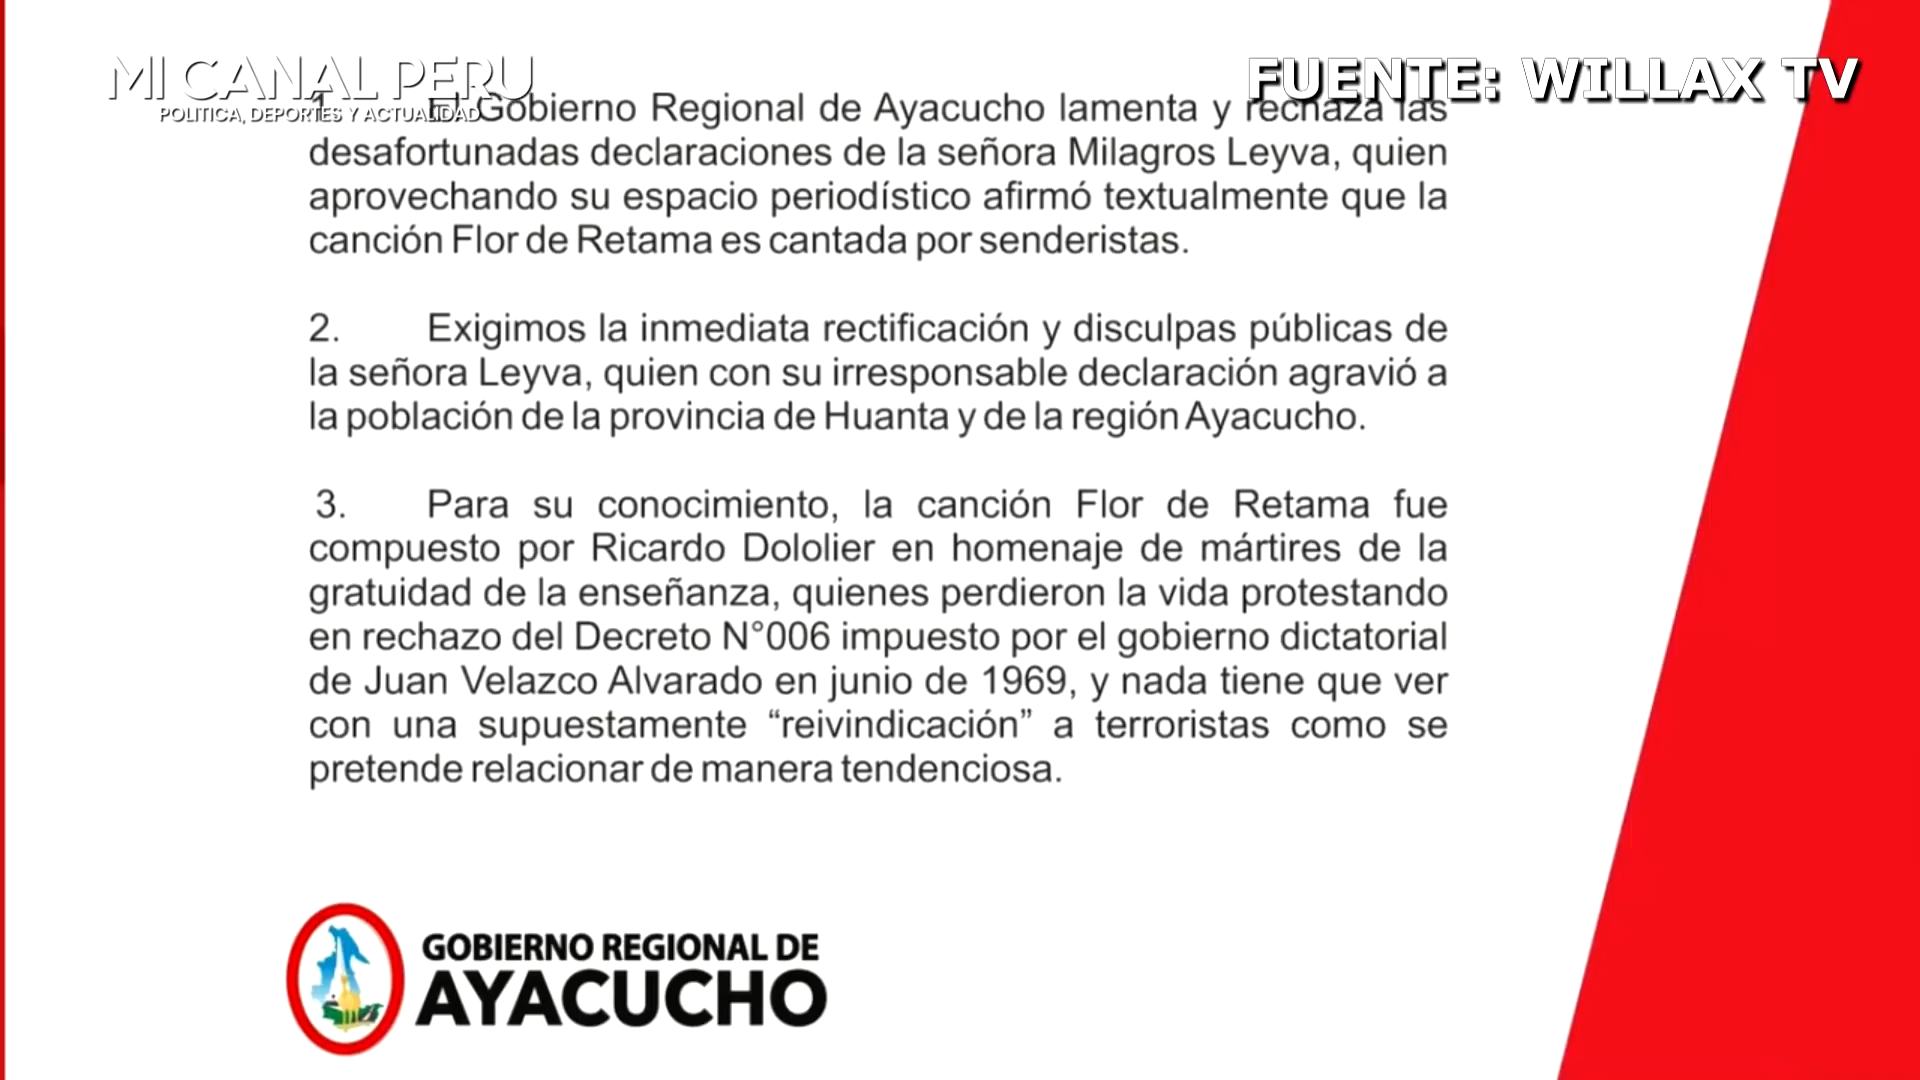 MI CANAL PERU
POLITICA, DEPORTES Y ACTUALIDAD
FUENTE: WILLAX TV
1. El Gobierno Regional de Ayacucho lamenta y rechaza las
desafortunadas declaraciones de la señora Milagros Leyva, quien
aprovechando su espacio periodístico afirmó textualmente que la
canción Flor de Retama es cantada por senderistas.
2. Exigimos la inmediata rectificación y disculpas públicas de
la señora Leyva, quien con su irresponsable declaración agravió a
la población de la provincia de Huanta y de la región Ayacucho.
3. Para su conocimiento, la canción Flor de Retama fue
compuesto por Ricardo Dololier en homenaje de mártires de la
gratuidad de la enseñanza, quienes perdieron la vida protestando
en rechazo del Decreto N°006 impuesto por el gobierno dictatorial
de Juan Velazco Alvarado en junio de 1969, y nada tiene que ver
con una supuestamente “reivindicación” a terroristas como se
pretende relacionar de manera tendenciosa.
GOBIERNO REGIONAL DE
AYACUCHO